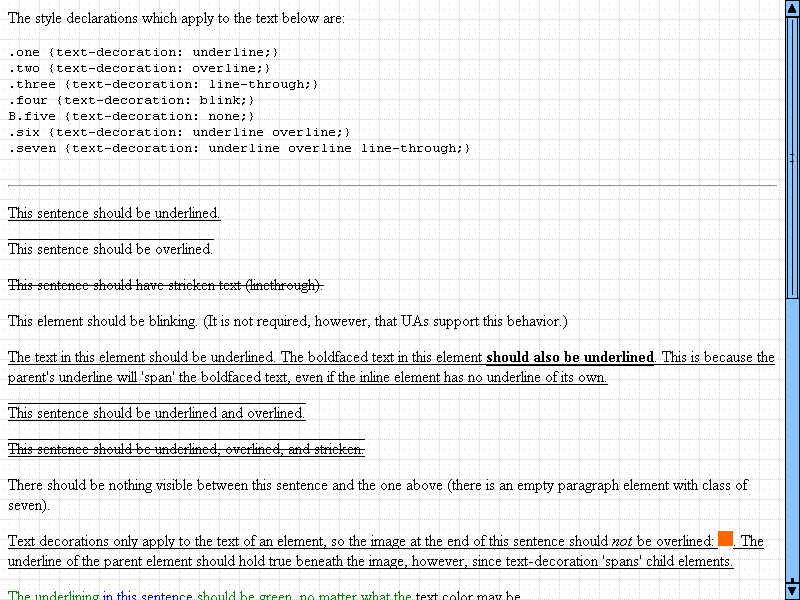 The style declarations which apply to the text below are:
.one {text-decoration: underline;}
.two {text-decoration: overline;}
.three {text-decoration: line-through;}
.four {text-decoration: blink;}
B.five {text-decoration: none;}
.six {text-decoration: underline overline;}
.seven {text-decoration: underline overline line-through;}
This sentence should be underlined.
This sentence should be overlined.
This sentence should have stricken text (linethrough).
This element should be blinking. (It is not required, however, that UAs support this behavior.)
The text in this element should be underlined. The boldfaced text in this element should also be underlined. This is because the
parent's underline will 'span' the boldfaced text, even if the inline element has no underline of its own.
This sentence should be underlined and overlined.
This sentence should be underlined, overlined, and stricken.
There should be nothing visible between this sentence and the one above (there is an empty paragraph element with class of
seven).
Text decorations only apply to the text of an element, so the image at the end of this sentence should not be overlined: . The
underline of the parent element should hold true beneath the image, however, since text-decoration 'spans' child elements.
The underlining in this sentence should be green, no matter what the text color may be.